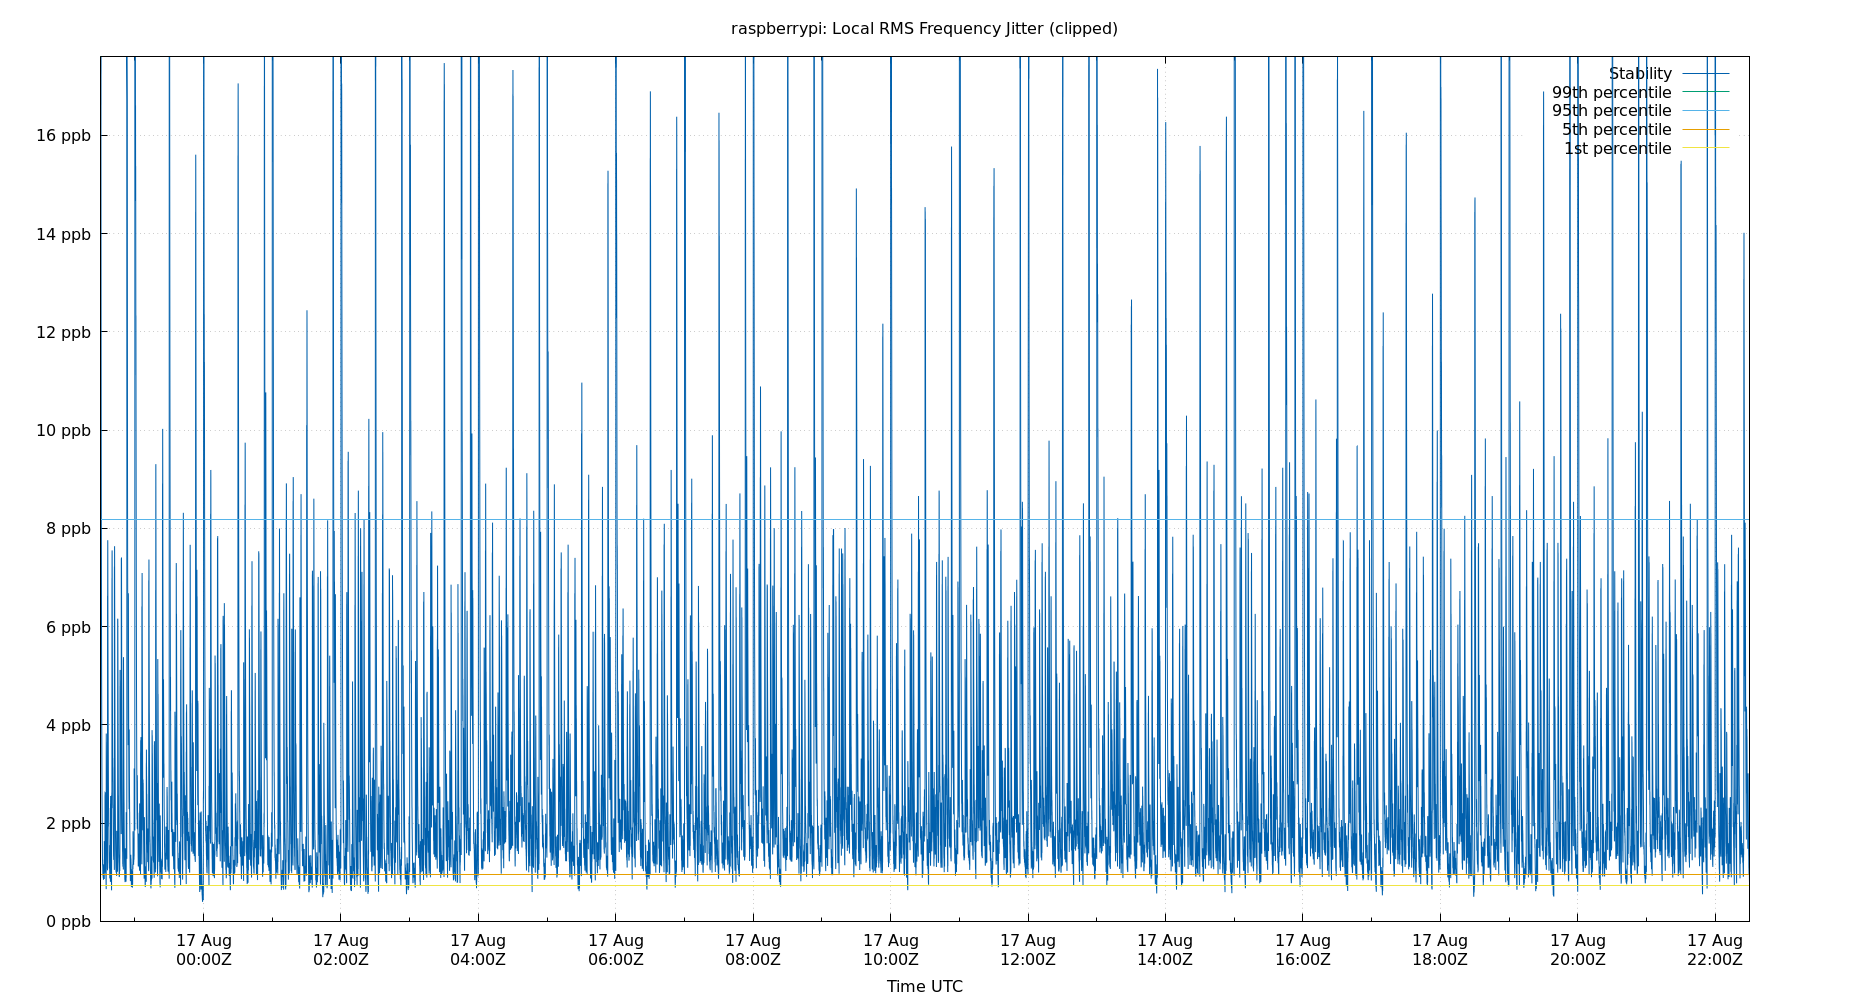 raspberrypi: Local RMS Frequency Jitter (clipped)
Stability
99th percentile
95th percentile
5th percentile
1st percentile
16 ppb
14 ppb
12 ppb
10 ppb
8 ppb
6 ppb
4 ppb
2 ppb
0 ppb
17 Aug 17 Aug 17 Aug 17 Aug 17 Aug 17 Aug 17 Aug 17 Aug 17 Aug 17 Aug 17 Aug 17 Aug
00:00Z 02:00Z 04:00Z 06:00Z 08:00Z 10:00Z 12:00Z 14:00Z 16:00Z 18:00Z 20:00Z 22:00Z
Time UTC